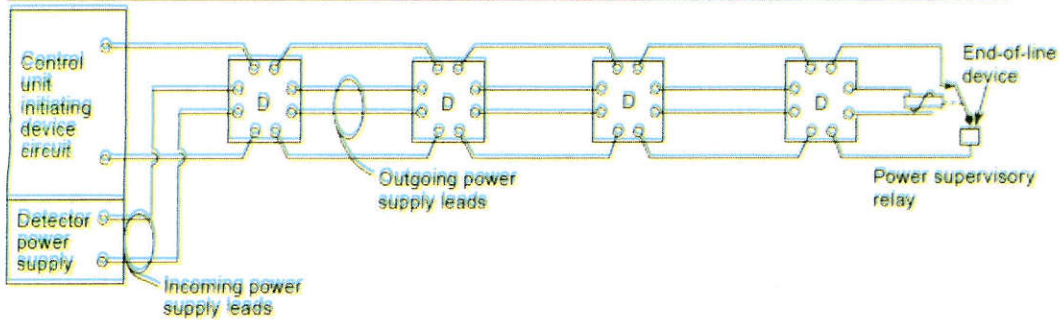 Control
unit
initiating
device
circuit
Detector
power
supply
Incoming power
supply leads
D
D
D
D
Outgoing power
supply leads
End-of-line
device
Power supervisory
relay